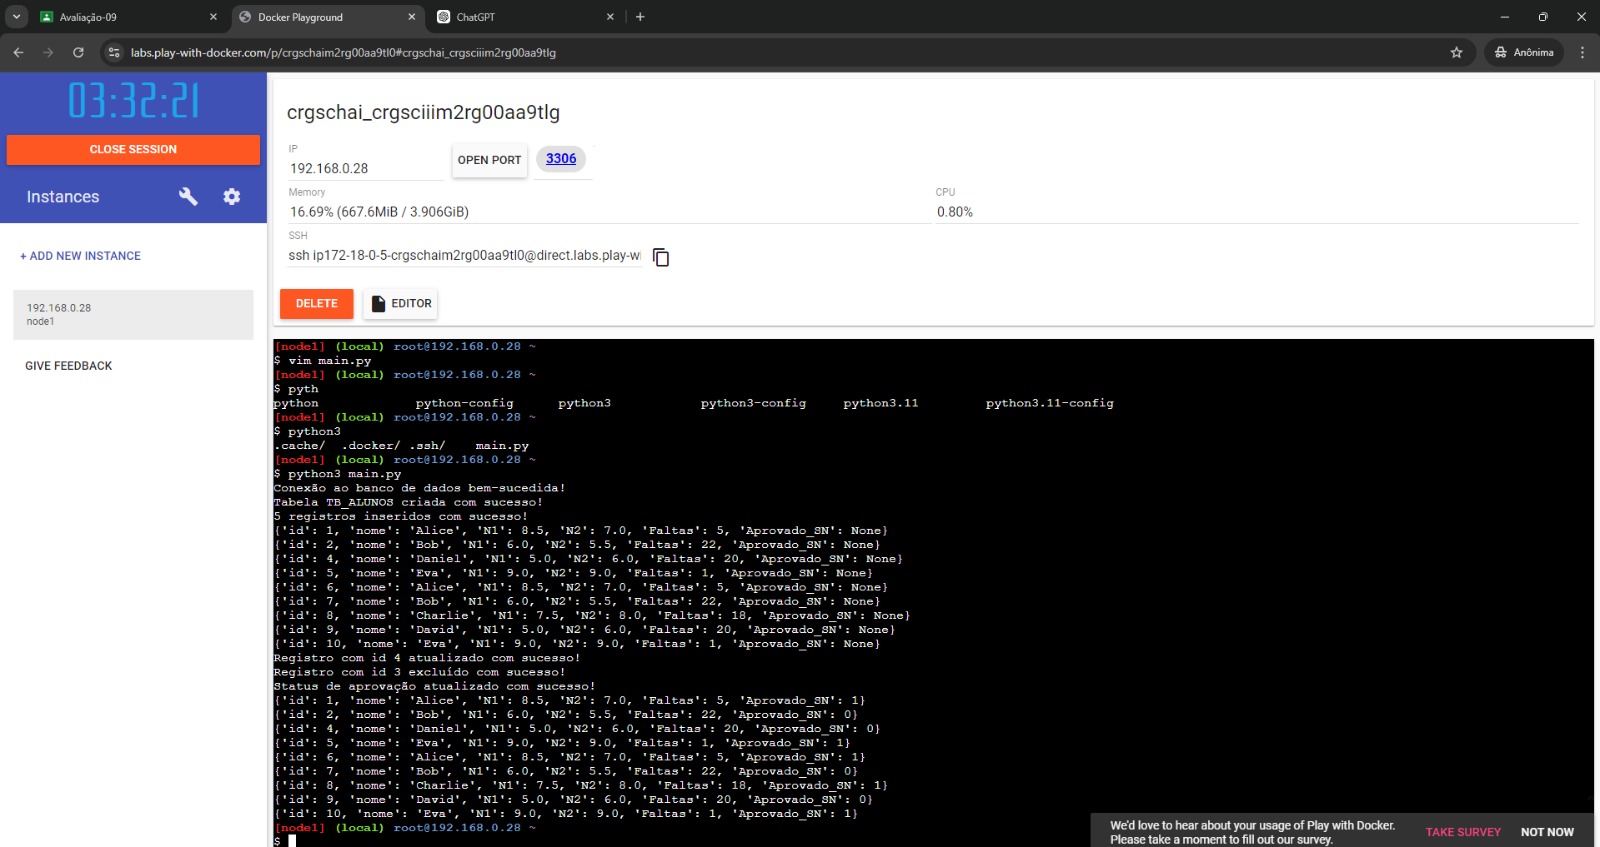 Avaliação-09
Docker Playground
ChatGPT
labs.play-with-docker.com/p/crgschaim2rg00aa9tl0#crgschai_crgsciiim2rg00aa9tlg
Anônima
03:32:21
CLOSE SESSION
Instances
+ ADD NEW INSTANCE
192.168.0.28
node1
GIVE FEEDBACK
crgschai_crgsciiim2rg00aa9tlg
IP
192.168.0.28
OPEN PORT
3306
Memory
16.69% (667.6MiB / 3.906GiB)
CPU
0.80%
SSH
ssh ip172-18-0-5-crgschaim2rg00aa9tl0@direct.labs.play-wi
DELETE
EDITOR
[node1] (local) root@192.168.0.28 ~
$ vim main.py
[node1] (local) root@192.168.0.28 ~
$ pyth
python python-config python3 python3-config python3.11 python3.11-config
[node1] (local) root@192.168.0.28 ~
$ python3
.cache/ .docker/ .ssh/ main.py
[node1] (local) root@192.168.0.28 ~
$ python3 main.py
Conexão ao banco de dados bem-sucedida!
Tabela TB_ALUNOS criada com sucesso!
5 registros inseridos com sucesso!
{'id': 1, 'nome': 'Alice', 'N1': 8.5, 'N2': 7.0, 'Faltas': 5, 'Aprovado_SN': None}
{'id': 2, 'nome': 'Bob', 'N1': 6.0, 'N2': 5.5, 'Faltas': 22, 'Aprovado_SN': None}
{'id': 4, 'nome': 'Daniel', 'N1': 5.0, 'N2': 6.0, 'Faltas': 20, 'Aprovado_SN': None}
{'id': 5, 'nome': 'Eva', 'N1': 9.0, 'N2': 9.0, 'Faltas': 1, 'Aprovado_SN': None}
{'id': 6, 'nome': 'Alice', 'N1': 8.5, 'N2': 7.0, 'Faltas': 5, 'Aprovado_SN': None}
{'id': 7, 'nome': 'Bob', 'N1': 6.0, 'N2': 5.5, 'Faltas': 22, 'Aprovado_SN': None}
{'id': 8, 'nome': 'Charlie', 'N1': 7.5, 'N2': 8.0, 'Faltas': 18, 'Aprovado_SN': None}
{'id': 9, 'nome': 'David', 'N1': 5.0, 'N2': 6.0, 'Faltas': 20, 'Aprovado_SN': None}
{'id': 10, 'nome': 'Eva', 'N1': 9.0, 'N2': 9.0, 'Faltas': 1, 'Aprovado_SN': None}
Registro com id 4 atualizado com sucesso!
Registro com id 3 excluído com sucesso!
Status de aprovação atualizado com sucesso!
{'id': 1, 'nome': 'Alice', 'N1': 8.5, 'N2': 7.0, 'Faltas': 5, 'Aprovado_SN': 1}
{'id': 2, 'nome': 'Bob', 'N1': 6.0, 'N2': 5.5, 'Faltas': 22, 'Aprovado_SN': 0}
{'id': 4, 'nome': 'Daniel', 'N1': 5.0, 'N2': 6.0, 'Faltas': 20, 'Aprovado_SN': 0}
{'id': 5, 'nome': 'Eva', 'N1': 9.0, 'N2': 9.0, 'Faltas': 1, 'Aprovado_SN': 1}
{'id': 6, 'nome': 'Alice', 'N1': 8.5, 'N2': 7.0, 'Faltas': 5, 'Aprovado_SN': 1}
{'id': 7, 'nome': 'Bob', 'N1': 6.0, 'N2': 5.5, 'Faltas': 22, 'Aprovado_SN': 0}
{'id': 8, 'nome': 'Charlie', 'N1': 7.5, 'N2': 8.0, 'Faltas': 18, 'Aprovado_SN': 1}
{'id': 9, 'nome': 'David', 'N1': 5.0, 'N2': 6.0, 'Faltas': 20, 'Aprovado_SN': 0}
{'id': 10, 'nome': 'Eva', 'N1': 9.0, 'N2': 9.0, 'Faltas': 1, 'Aprovado_SN': 1}
[node1] (local) root@192.168.0.28 ~
$
We'd love to hear about your usage of Play with Docker.
Please take a moment to fill out our survey.
TAKE SURVEY
NOT NOW